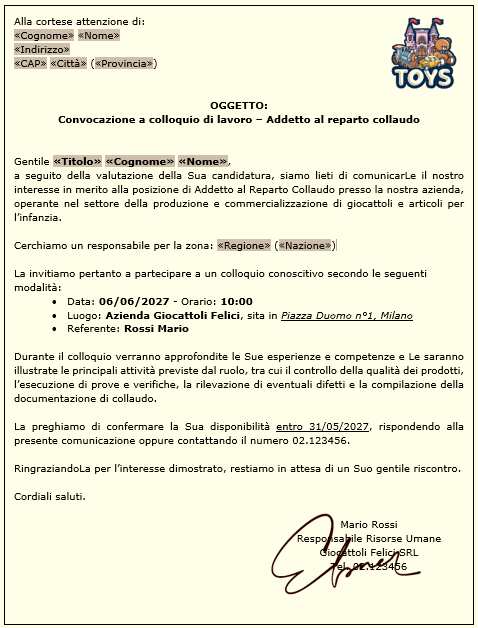 Alla cortese attenzione di:
«Cognome» «Nome»
«Indirizzo»
«CAP» «Città» («Provincia»)
TOYS
OGGETTO:
Convocazione a colloquio di lavoro – Addetto al reparto collaudo
Gentile «Titolo» «Cognome» «Nome»,
a seguito della valutazione della Sua candidatura, siamo lieti di comunicarLe il nostro
interesse in merito alla posizione di Addetto al Reparto Collaudo presso la nostra azienda,
operante nel settore della produzione e commercializzazione di giocattoli e articoli per
l’infanzia.
Cerchiamo un responsabile per la zona: «Regione» («Nazione»)
La invitiamo pertanto a partecipare a un colloquio conoscitivo secondo le seguenti
modalità:
• Data: 06/06/2027 - Orario: 10:00
• Luogo: Azienda Giocattoli Felici, sita in Piazza Duomo n°1, Milano
• Referente: Rossi Mario
Durante il colloquio verranno approfondite le Sue esperienze e competenze e Le saranno
illustrate le principali attività previste dal ruolo, tra cui il controllo della qualità dei prodotti,
l’esecuzione di prove e verifiche, la rilevazione di eventuali difetti e la compilazione della
documentazione di collaudo.
La preghiamo di confermare la Sua disponibilità entro 31/05/2027, rispondendo alla
presente comunicazione oppure contattando il numero 02.123456.
RingraziandoLa per l’interesse dimostrato, restiamo in attesa di un Suo gentile riscontro.
Cordiali saluti.
Mario Rossi
Responsabile Risorse Umane
Giocattoli Felici SRL
Tel. 02.123456